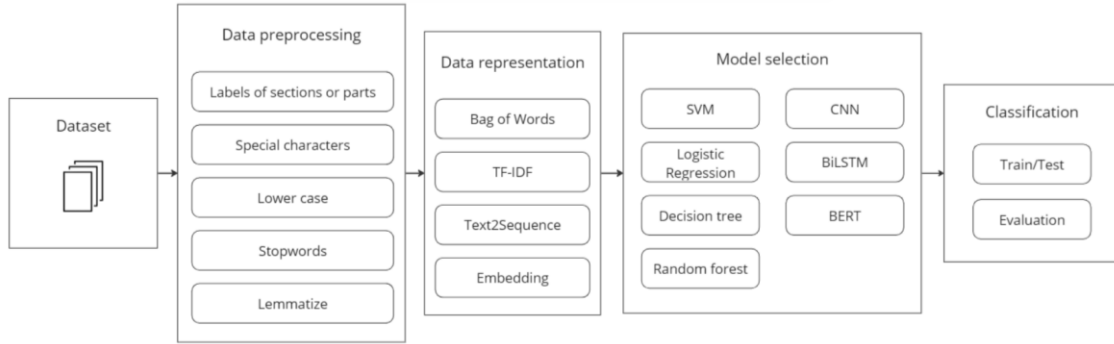 Dataset
Data preprocessing
Labels of sections or parts
Special characters
Lower case
Stopwords
Lemmatize
Data representation
Bag of Words
TF-IDF
Text2Sequence
Embedding
Model selection
SVM
Logistic
Regression
Decision tree
Random forest
CNN
BiLSTM
BERT
Classification
Train/Test
Evaluation